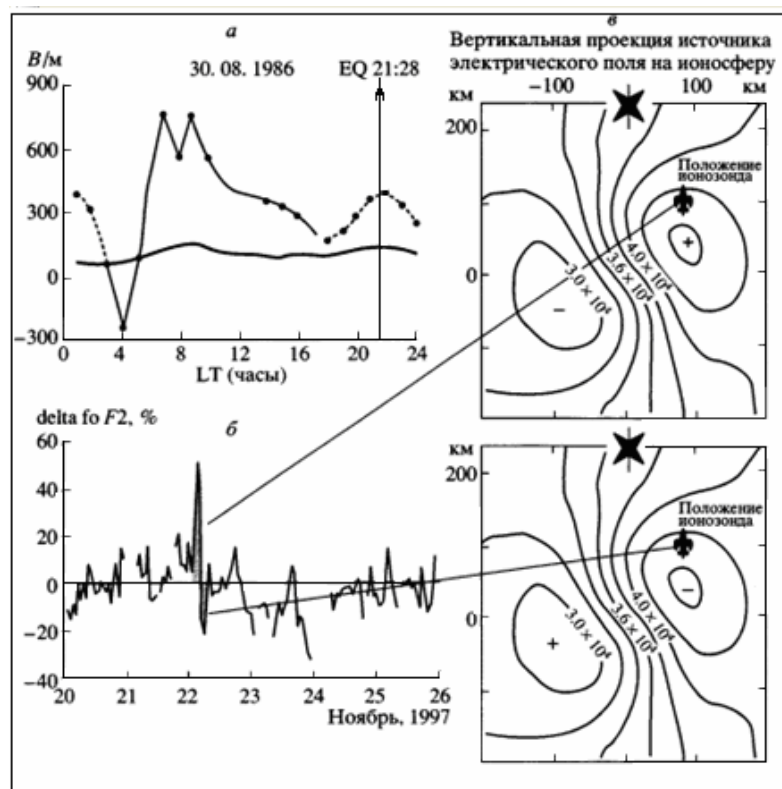 а
В/м
30. 08. 1986
EQ 21:28
900
600
300
0
−300
0
4
8
12
16
20
24
LT (часы)
delta fo F2, %
б
60
40
20
0
−20
−40
20
21
22
23
24
25
26
Ноябрь, 1997
в
Вертикальная проекция источника
электрического поля на ионосферу
км
−100
100
км
200
0
Положение
ионозонда
+
−
3.0 × 10⁴
3.6 × 10⁴
4.0 × 10⁴
км
200
0
Положение
ионозонда
−
+
3.0 × 10⁴
3.6 × 10⁴
4.0 × 10⁴